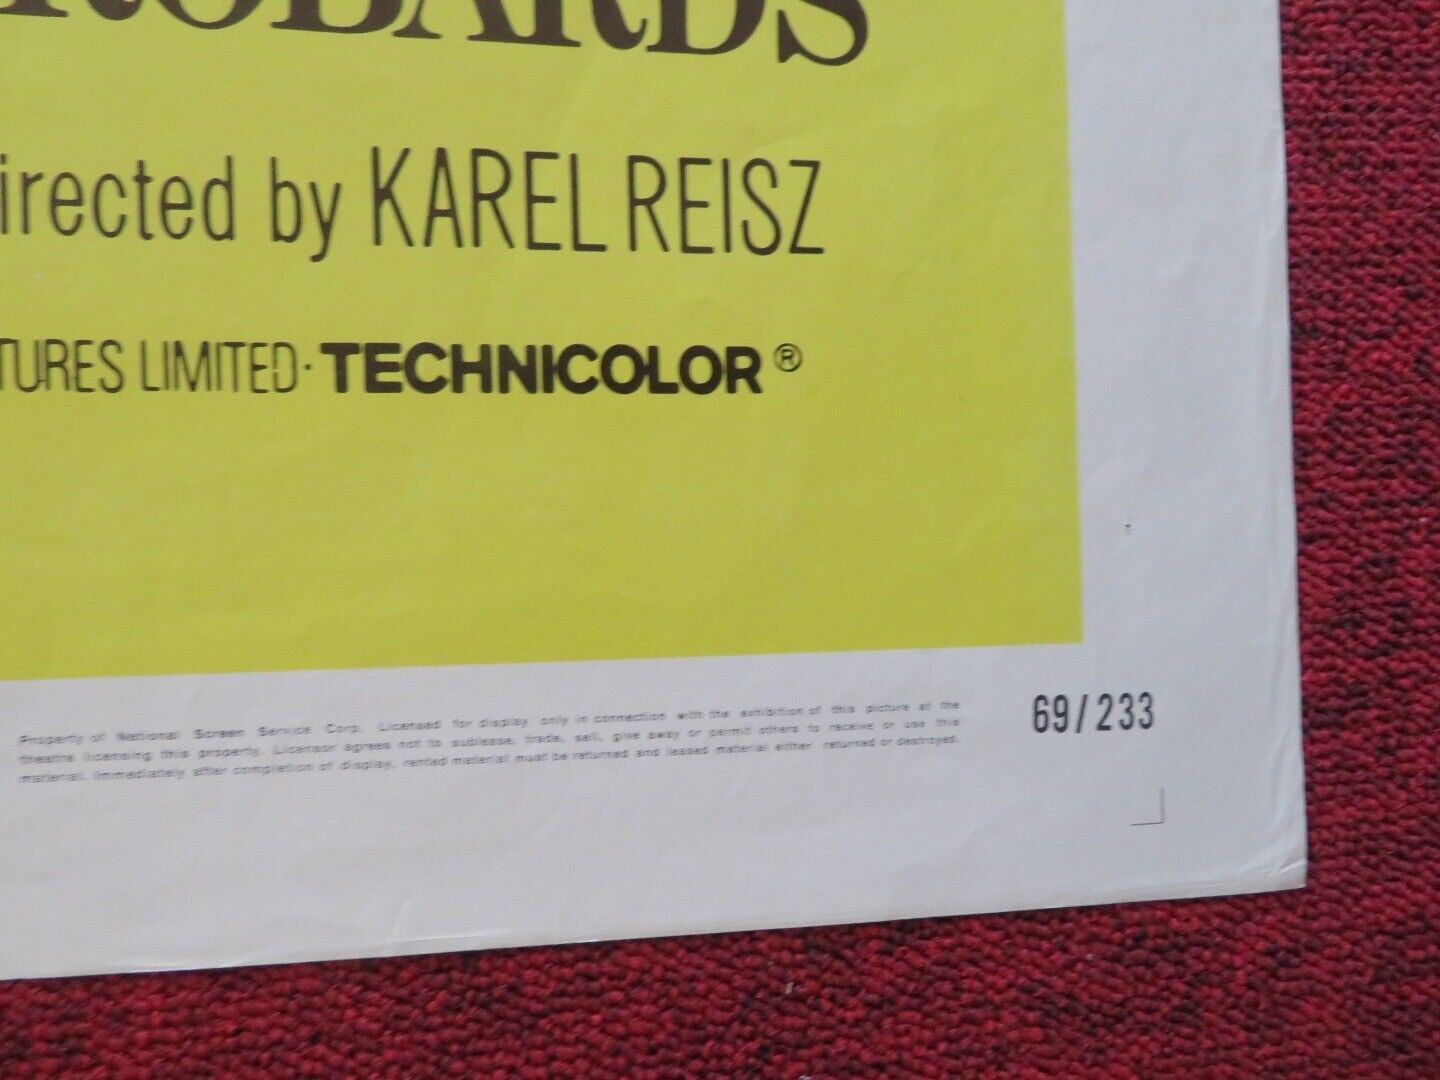 ROBARDS
irected by KAREL REISZ
TURES LIMITED· TECHNICOLOR®
Property of National Screen Service Corp. Licensed for display only in connection with the exhibition of this picture at the
theatre licensing this property. Licensor agrees not to sublease, trade, sell, give away or permit others to receive or use this
material. Immediately after completion of display, rented material must be returned and leased material either returned or destroyed.
69/233